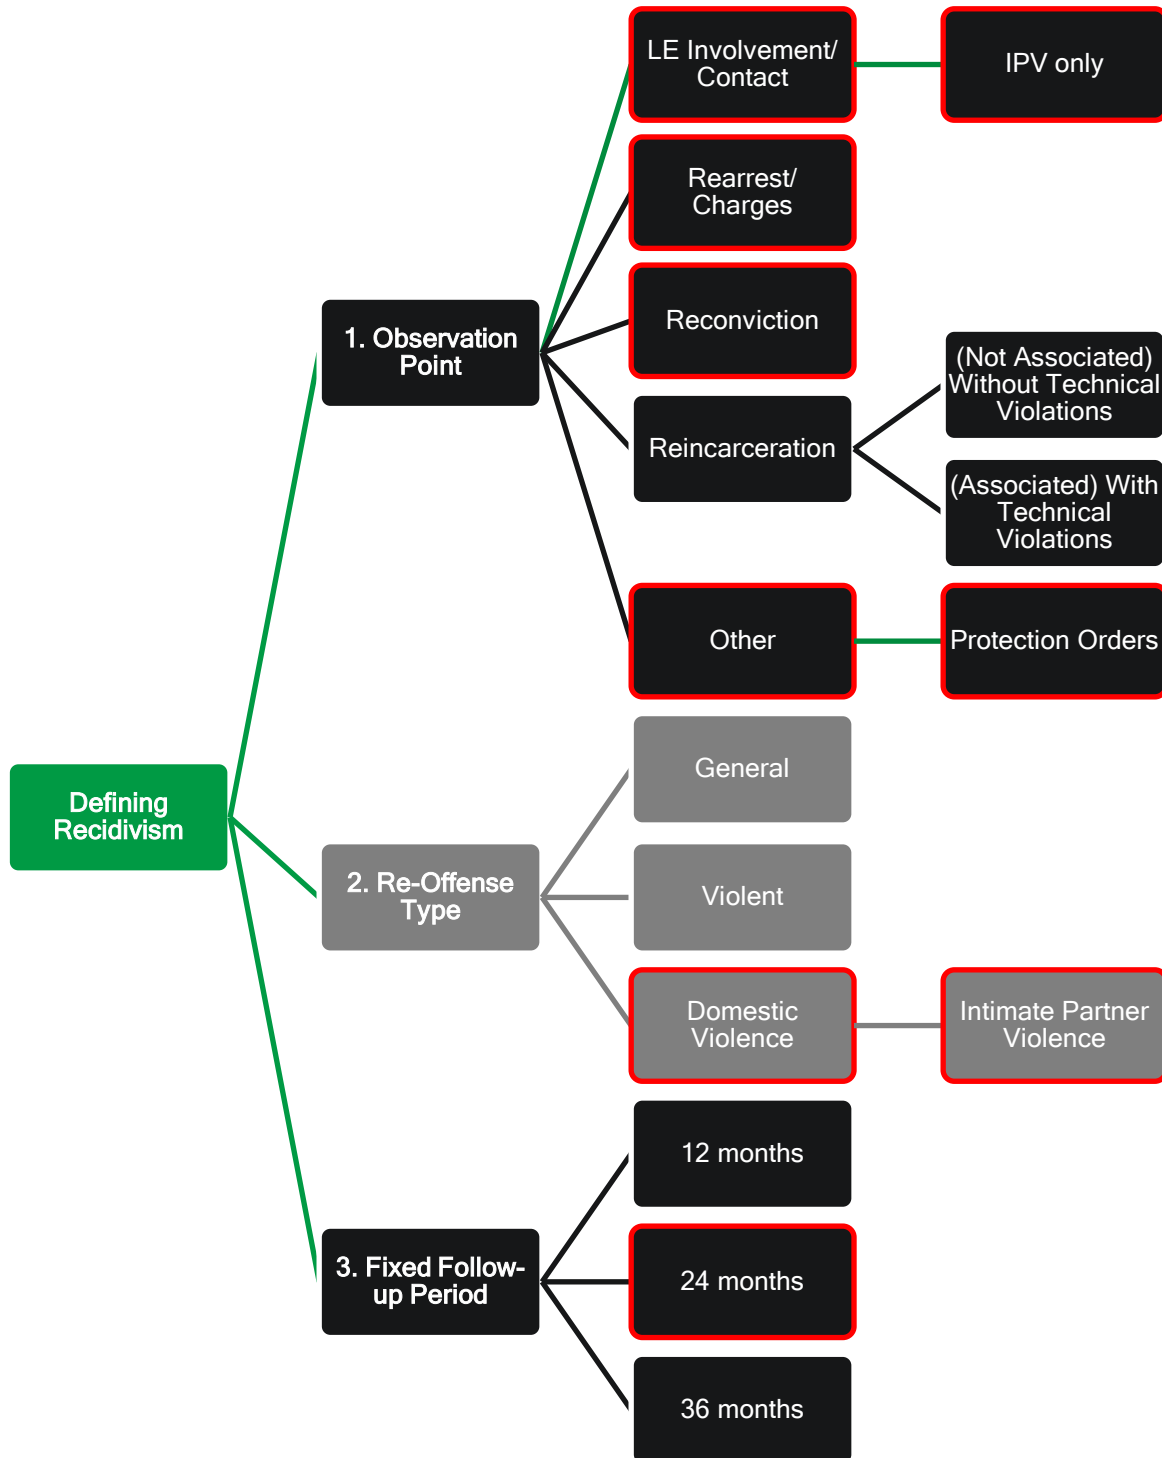 Defining
Recidivism
1. Observation
Point
LE Involvement/
Contact
IPV only
Rearrest/
Charges
Reconviction
Reincarceration
(Not Associated)
Without Technical
Violations
(Associated) With
Technical
Violations
Other
Protection Orders
2. Re-Offense
Type
General
Violent
Domestic
Violence
Intimate Partner
Violence
3. Fixed Follow-
up Period
12 months
24 months
36 months